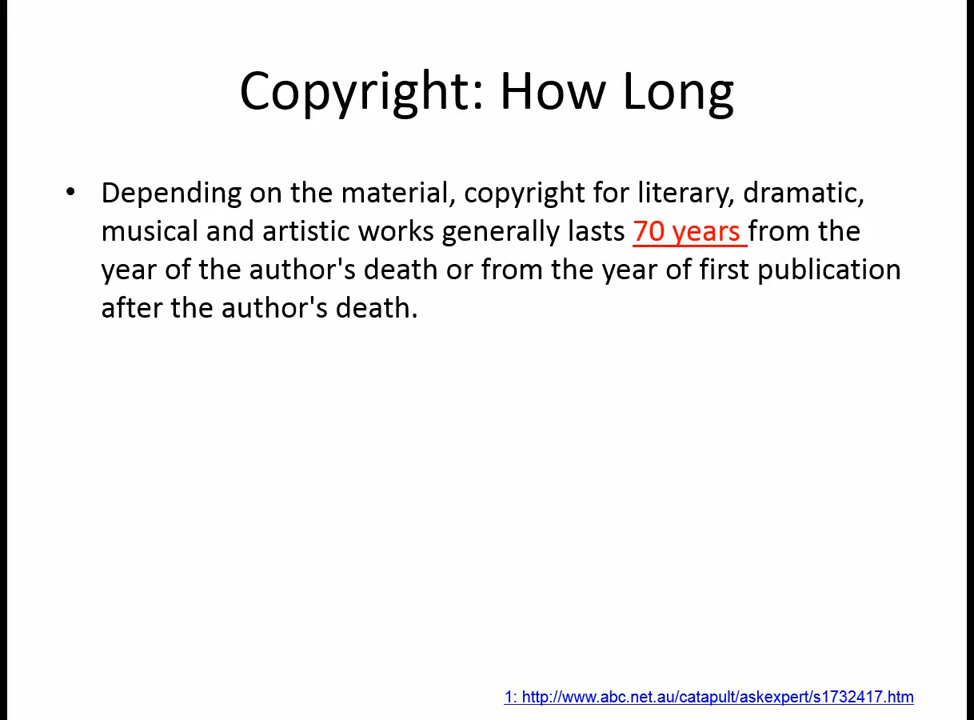 Copyright: How Long
• Depending on the material, copyright for literary, dramatic,
musical and artistic works generally lasts 70 years from the
year of the author's death or from the year of first publication
after the author's death.
1: http://www.abc.net.au/catapult/askexpert/s1732417.htm